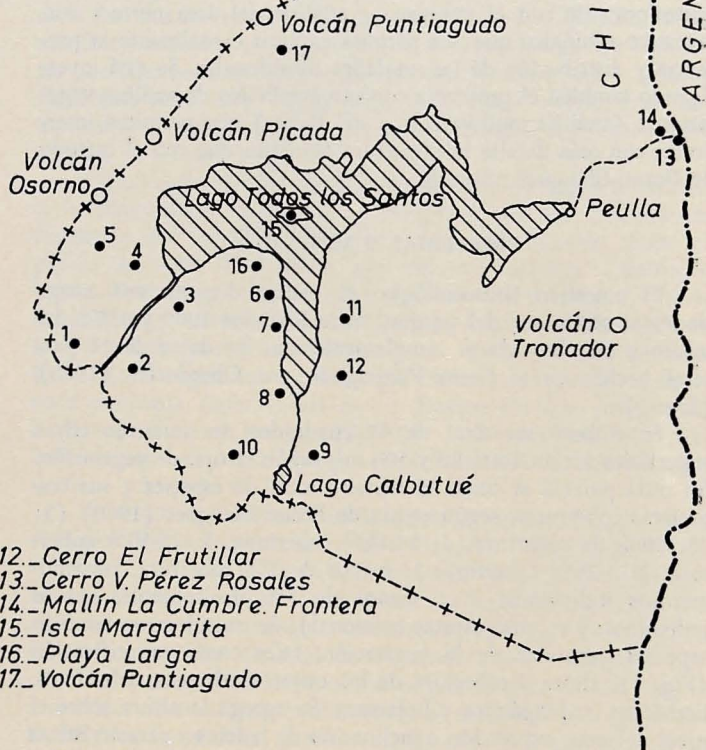 Volcán Puntiagudo
17
CHI
ARGEN
Volcán Picada
14
13
Volcán
Osorno
Lago Todos los Santos
15
Peulla
5
4
16
3
6
11
7
Volcán
Tronador
1
2
12
8
10
9
Lago Calbutué
12._Cerro El Frutillar
13._Cerro V. Pérez Rosales
14._Mallín La Cumbre. Frontera
15._Isla Margarita
16._Playa Larga
17._Volcán Puntiagudo